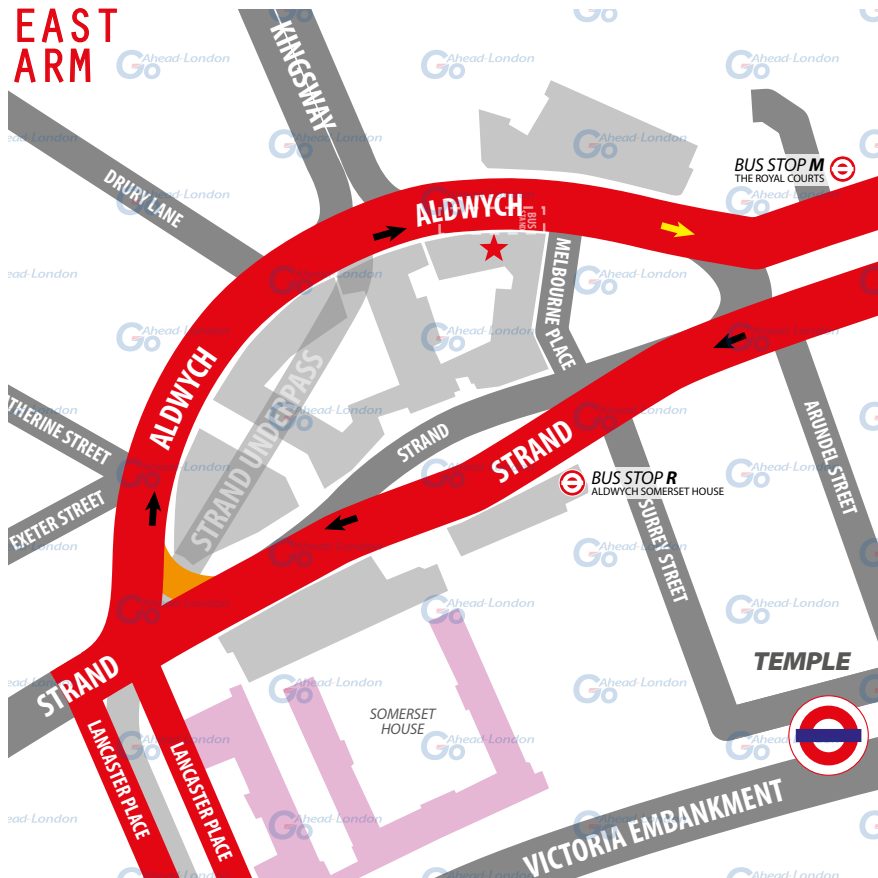 EAST
ARM
KINGSWAY
DRURY LANE
BUS STOP M
THE ROYAL COURTS
ALDWYCH
BUS
STAND
MELBOURNE PLACE
ALDWYCH
STRAND UNDERPASS
THERINE STREET
EXETER STREET
STRAND
STRAND
ARUNDEL STREET
BUS STOP R
ALDWYCH SOMERSET HOUSE
SURREY STREET
STRAND
TEMPLE
SOMERSET
HOUSE
LANCASTER PLACE
LANCASTER PLACE
VICTORIA EMBANKMENT
Go Ahead-London